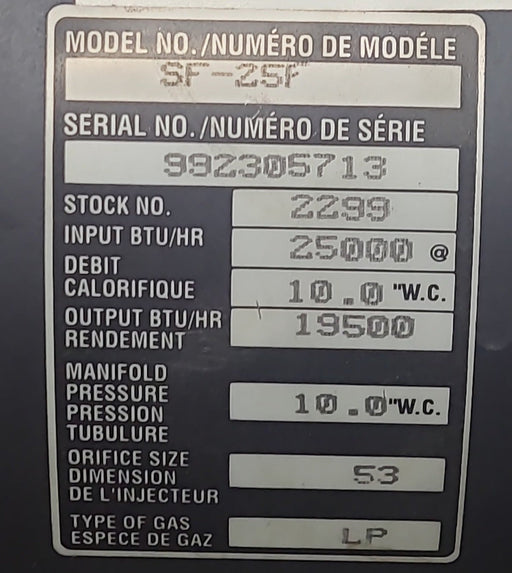 MODEL NO./NUMÉRO DE MODÉLE
SF-25F
SERIAL NO./NUMÉRO DE SÉRIE
992305713
STOCK NO. 2299
INPUT BTU/HR 25000 @
DEBIT
CALORIFIQUE 10.0 "W.C.
OUTPUT BTU/HR 19500
RENDEMENT
MANIFOLD
PRESSURE 10.0 "W.C.
PRESSION
TUBULURE
ORIFICE SIZE
DIMENSION 53
DE L'INJECTEUR
TYPE OF GAS LP
ESPECE DE GAZ